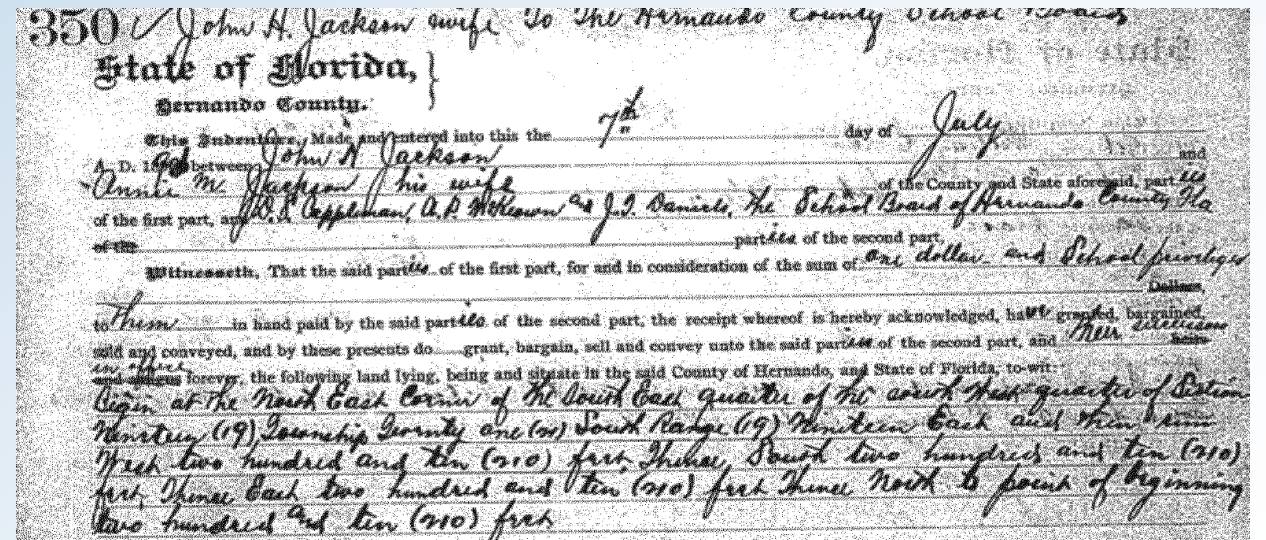 350 ✓ John H. Jackson wife To The Hernando County School Board
State of Florida,
Hernando County.
This Indenture, Made and entered into this the 7th day of July
A. D. 190 between John H Jackson and
Annie M. Jackson his wife of the County and State aforesaid, parties
of the first part, and J. T. Daniels, The School Board of Hernando County Fla
of the parties of the second part,
Witnesseth, That the said parties of the first part, for and in consideration of the sum of one dollar and School priviliges
Dollars,
to them in hand paid by the said parties of the second part, the receipt whereof is hereby acknowledged, have granted, bargained,
sold and conveyed, and by these presents do grant, bargain, sell and convey unto the said parties of the second part, and their successors heirs
in office
and assigns forever, the following land lying, being and situate in the said County of Hernando, and State of Florida, to-wit:
Begin at the North East Corner of the South East quarter of the south West quarter of Section
Nineteen (19) Township Twenty one (21) South Range (19) Nineteen East and then run
West two hundred and ten (210) feet Thence South two hundred and ten (210)
feet, Thence East two hundred and ten (210) feet Thence North to point of beginning
two hundred and ten (210) feet